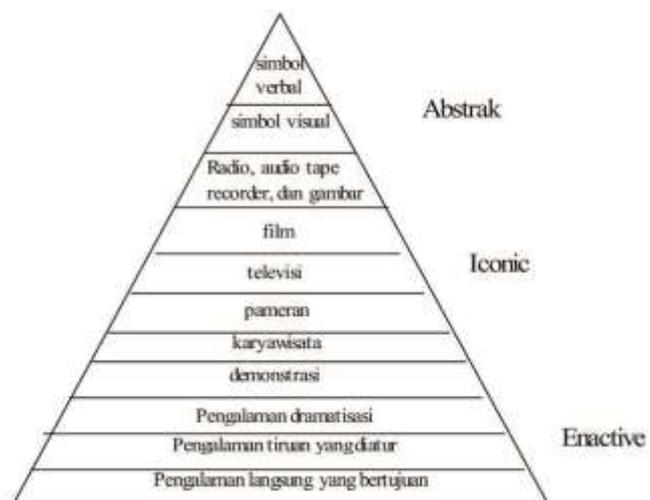 simbol
verbal
Abstrak
simbol visual
Radio, audio tape
recorder, dan gambar
film
Iconic
televisi
pameran
karyawisata
demonstrasi
Pengalaman dramatisasi
Enactive
Pengalaman tiruan yang diatur
Pengalaman langsung yang bertujuan